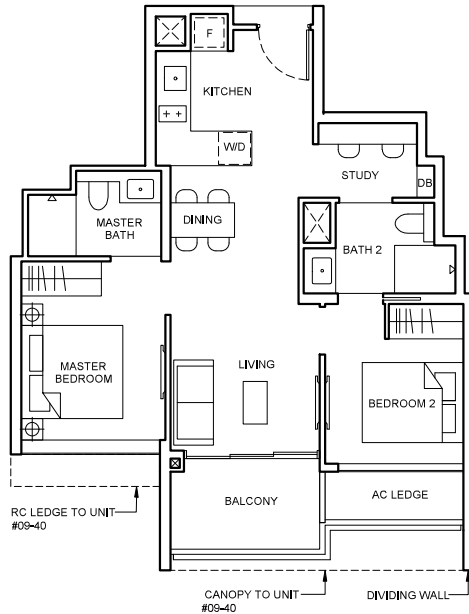 F
KITCHEN
W/D
STUDY
DB
MASTER
BATH
DINING
BATH 2
MASTER
BEDROOM
LIVING
BEDROOM 2
BALCONY
AC LEDGE
RC LEDGE TO UNIT
#09-40
CANOPY TO UNIT
#09-40
DIVIDING WALL